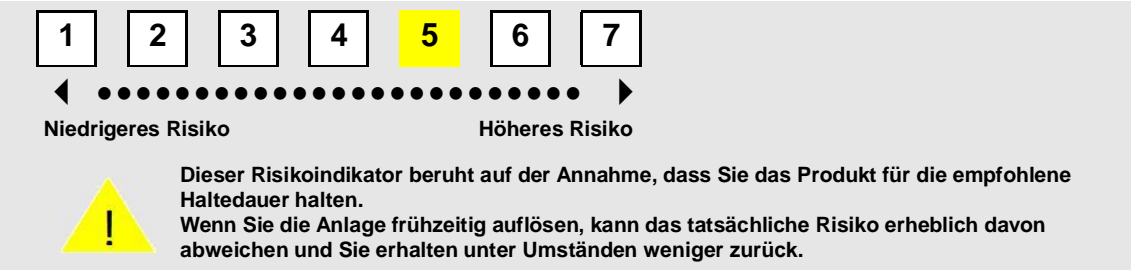 1 2 3 4 5 6 7
Niedrigeres Risiko Höheres Risiko
Dieser Risikoindikator beruht auf der Annahme, dass Sie das Produkt für die empfohlene
Haltedauer halten.
Wenn Sie die Anlage frühzeitig auflösen, kann das tatsächliche Risiko erheblich davon
abweichen und Sie erhalten unter Umständen weniger zurück.
!